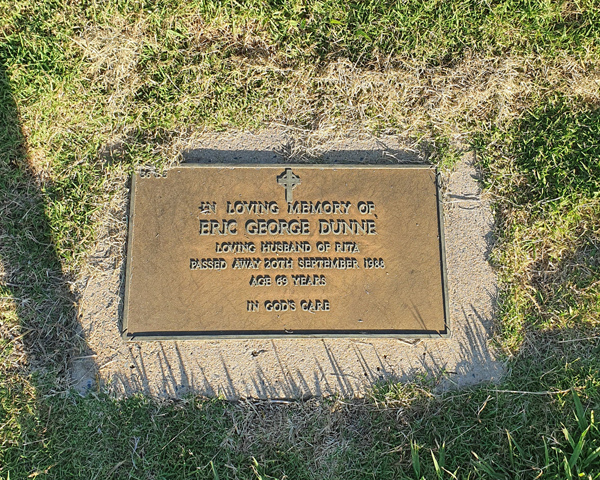 IN LOVING MEMORY OF
ERIC GEORGE DUNNE
LOVING HUSBAND OF RITA
PASSED AWAY 20TH SEPTEMBER 1988
AGE 69 YEARS
IN GOD'S CARE